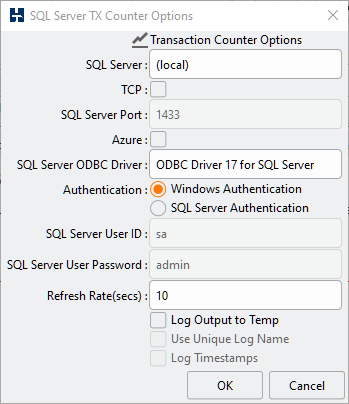 SQL Server TX Counter Options
Transaction Counter Options
SQL Server : (local)
TCP :
SQL Server Port : 1433
Azure :
SQL Server ODBC Driver : ODBC Driver 17 for SQL Server
Authentication : Windows Authentication
SQL Server Authentication
SQL Server User ID : sa
SQL Server User Password : admin
Refresh Rate(secs) : 10
Log Output to Temp
Use Unique Log Name
Log Timestamps
OK Cancel